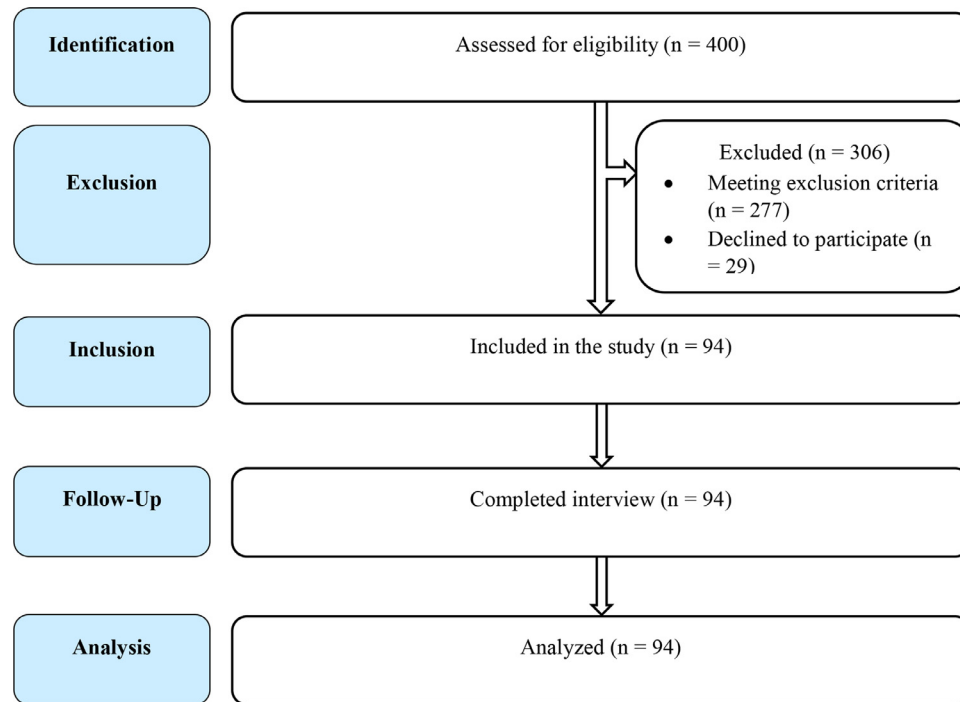 Identification
Assessed for eligibility (n = 400)
Exclusion
Excluded (n = 306)
• Meeting exclusion criteria
(n = 277)
• Declined to participate (n
= 29)
Inclusion
Included in the study (n = 94)
Follow-Up
Completed interview (n = 94)
Analysis
Analyzed (n = 94)